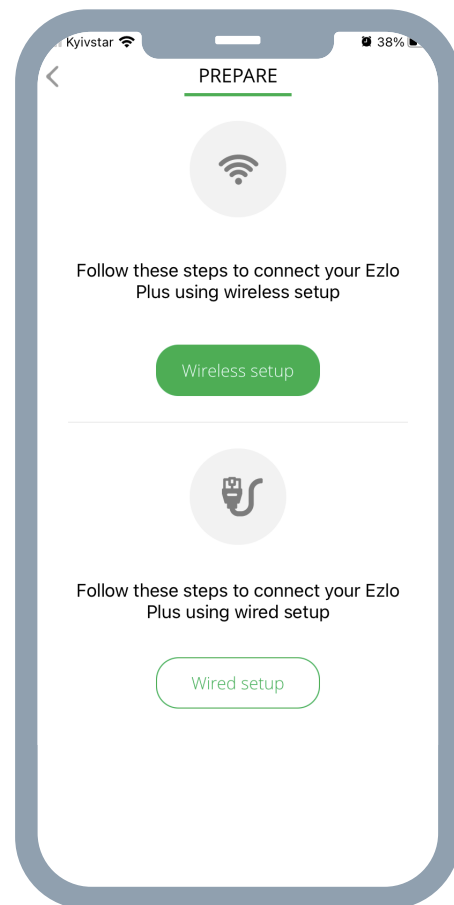 Kyivstar 38%
PREPARE
Follow these steps to connect your Ezlo
Plus using wireless setup
Wireless setup
Follow these steps to connect your Ezlo
Plus using wired setup
Wired setup